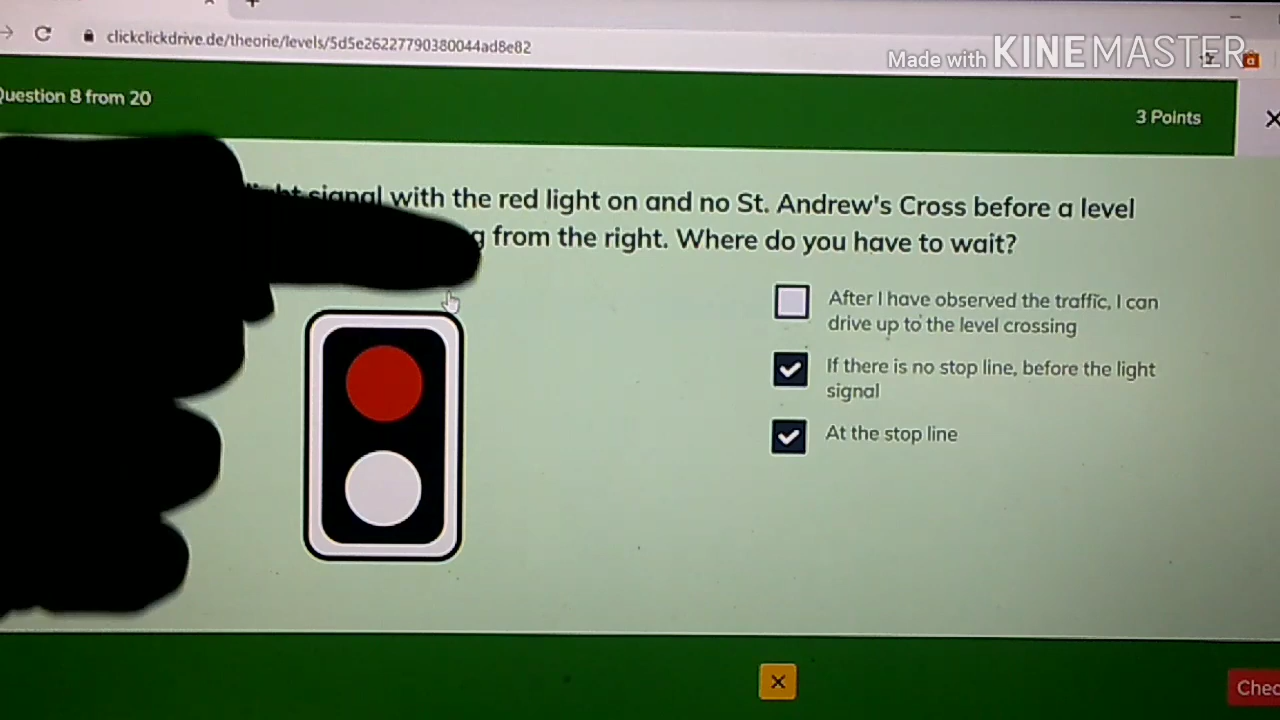 clickclickdrive.de/theorie/levels/5d5e26227790380044ad8e82
Made with KINEMASTER
Question 8 from 20
3 Points
signal with the red light on and no St. Andrew's Cross before a level
from the right. Where do you have to wait?
After I have observed the traffic, I can
drive up to the level crossing
If there is no stop line, before the light
signal
At the stop line